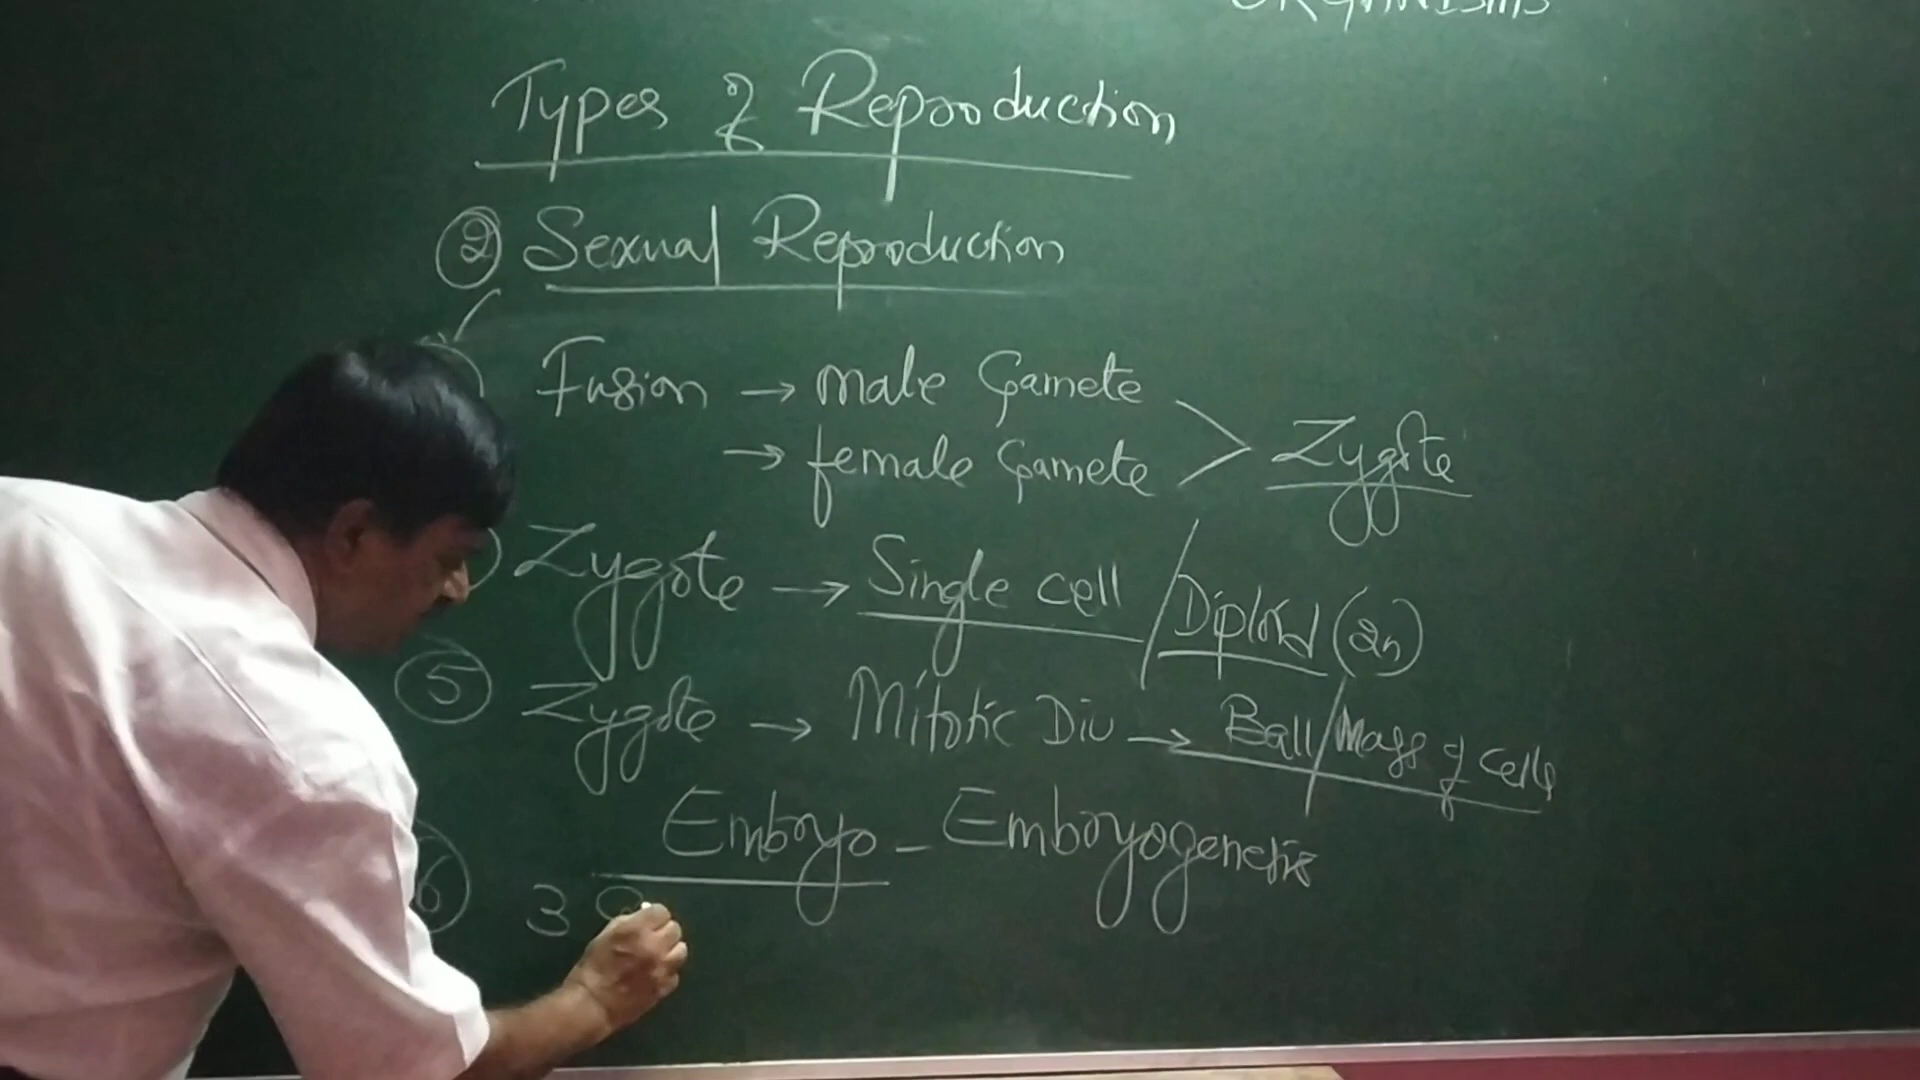 ORGANISMS
Types of Reproduction
② Sexual Reproduction
Fusion → male Gamete
→ female Gamete > Zygote
Zygote → Single cell / Diploid (2n)
⑤ Zygote → Mitotic Div → Ball/Mass of cells
Embryo - Embryogenesis
⑥ 3